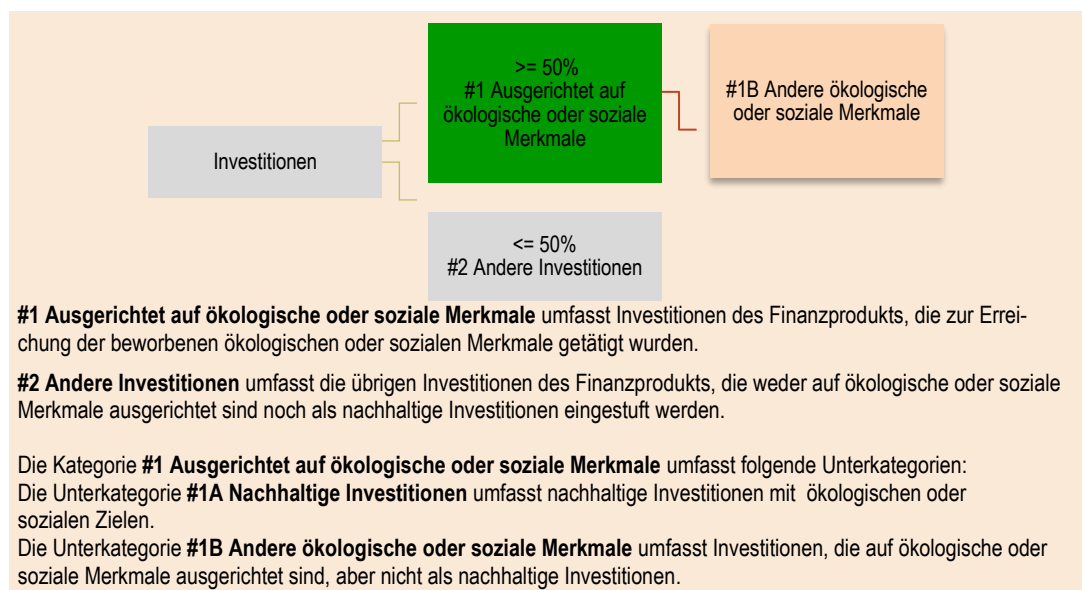 >= 50%
#1 Ausgerichtet auf
ökologische oder soziale
Merkmale
#1B Andere ökologische
oder soziale Merkmale
Investitionen
<= 50%
#2 Andere Investitionen
#1 Ausgerichtet auf ökologische oder soziale Merkmale umfasst Investitionen des Finanzprodukts, die zur Errei-
chung der beworbenen ökologischen oder sozialen Merkmale getätigt wurden.
#2 Andere Investitionen umfasst die übrigen Investitionen des Finanzprodukts, die weder auf ökologische oder soziale
Merkmale ausgerichtet sind noch als nachhaltige Investitionen eingestuft werden.
Die Kategorie #1 Ausgerichtet auf ökologische oder soziale Merkmale umfasst folgende Unterkategorien:
Die Unterkategorie #1A Nachhaltige Investitionen umfasst nachhaltige Investitionen mit ökologischen oder
sozialen Zielen.
Die Unterkategorie #1B Andere ökologische oder soziale Merkmale umfasst Investitionen, die auf ökologische oder
soziale Merkmale ausgerichtet sind, aber nicht als nachhaltige Investitionen.